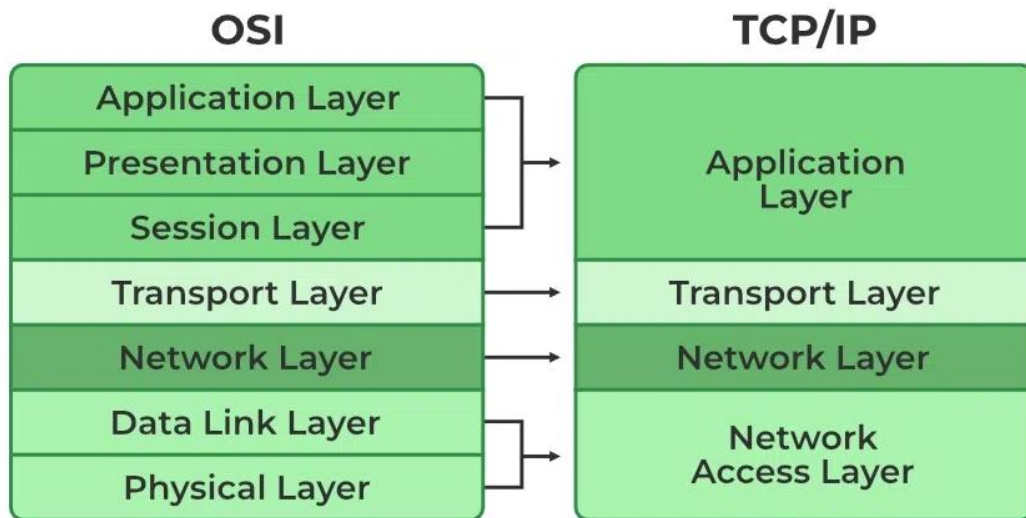 OSI
Application Layer
Presentation Layer
Session Layer
Transport Layer
Network Layer
Data Link Layer
Physical Layer
TCP/IP
Application
Layer
Transport Layer
Network Layer
Network
Access Layer